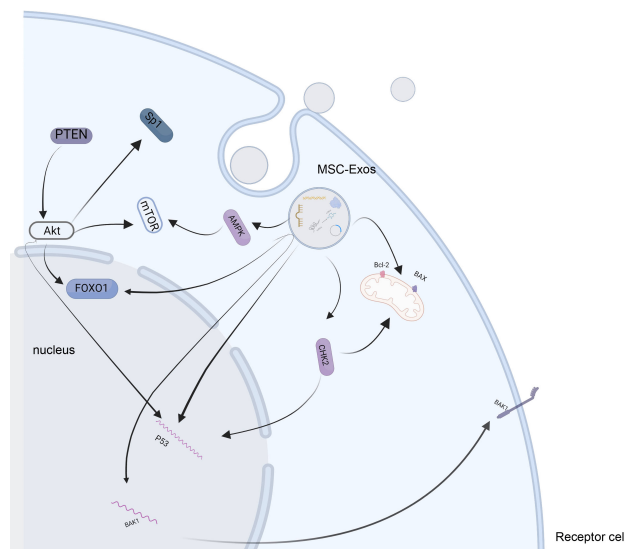 Sp1
PTEN
MSC-Exos
mTOR
AMPK
Akt
Bcl-2
BAX
FOXO1
nucleus
CHK2
BAK1
P53
BAK1
Receptor cel